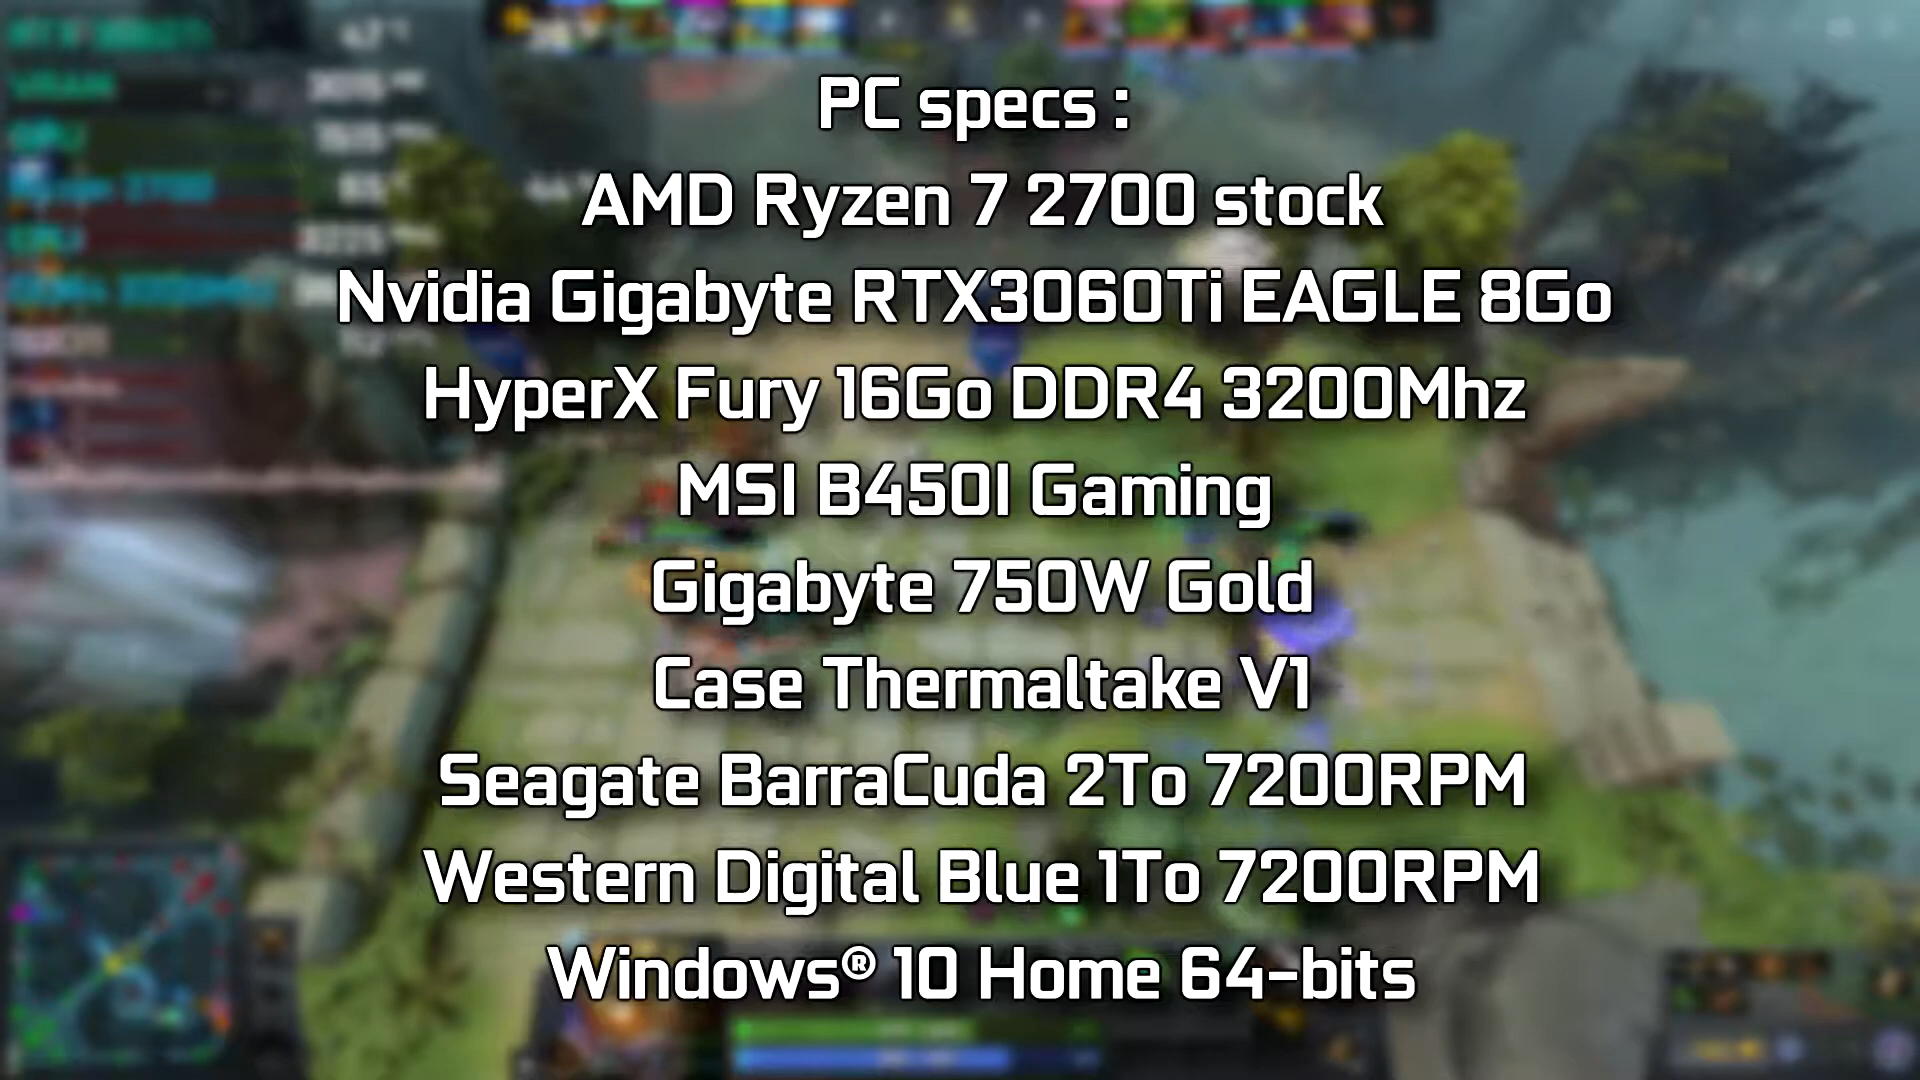 PC specs :
AMD Ryzen 7 2700 stock
Nvidia Gigabyte RTX3060Ti EAGLE 8Go
HyperX Fury 16Go DDR4 3200Mhz
MSI B450I Gaming
Gigabyte 750W Gold
Case Thermaltake V1
Seagate BarraCuda 2To 7200RPM
Western Digital Blue 1To 7200RPM
Windows® 10 Home 64-bits